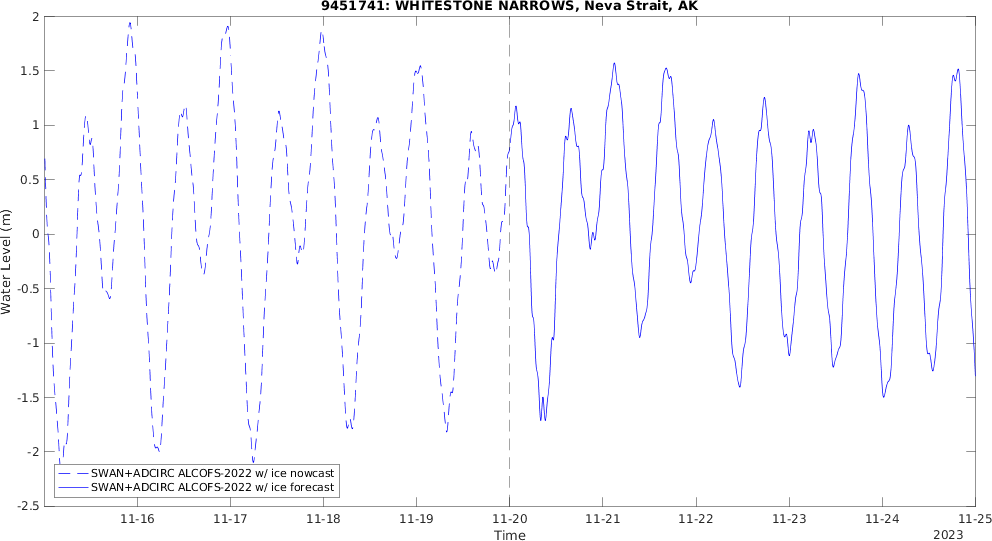 9451741: WHITESTONE NARROWS, Neva Strait, AK
2
1.5
1
0.5
0
-0.5
-1
-1.5
-2
-2.5
Water Level (m)
SWAN+ADCIRC ALCOFS-2022 w/ ice nowcast
SWAN+ADCIRC ALCOFS-2022 w/ ice forecast
11-16 11-17 11-18 11-19 11-20 11-21 11-22 11-23 11-24 11-25
Time
2023